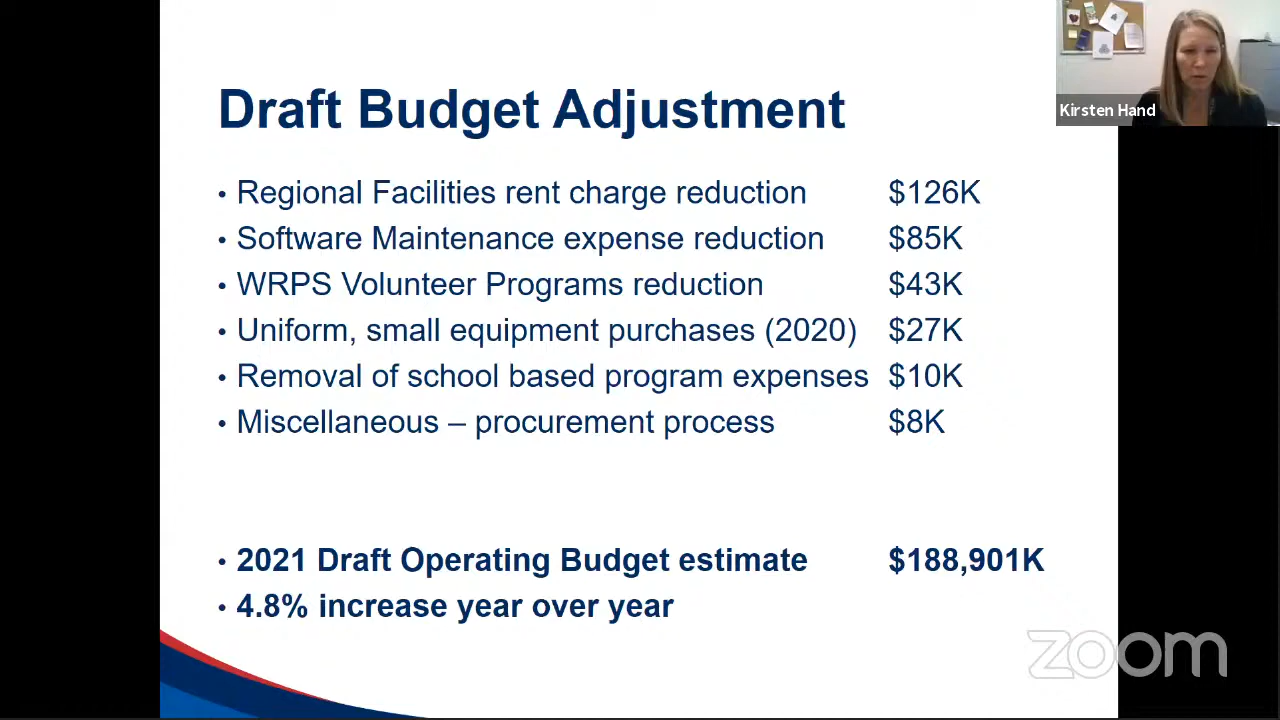 Draft Budget Adjustment
• Regional Facilities rent charge reduction $126K
• Software Maintenance expense reduction $85K
• WRPS Volunteer Programs reduction $43K
• Uniform, small equipment purchases (2020) $27K
• Removal of school based program expenses $10K
• Miscellaneous – procurement process $8K
• 2021 Draft Operating Budget estimate $188,901K
• 4.8% increase year over year
Kirsten Hand
zoom